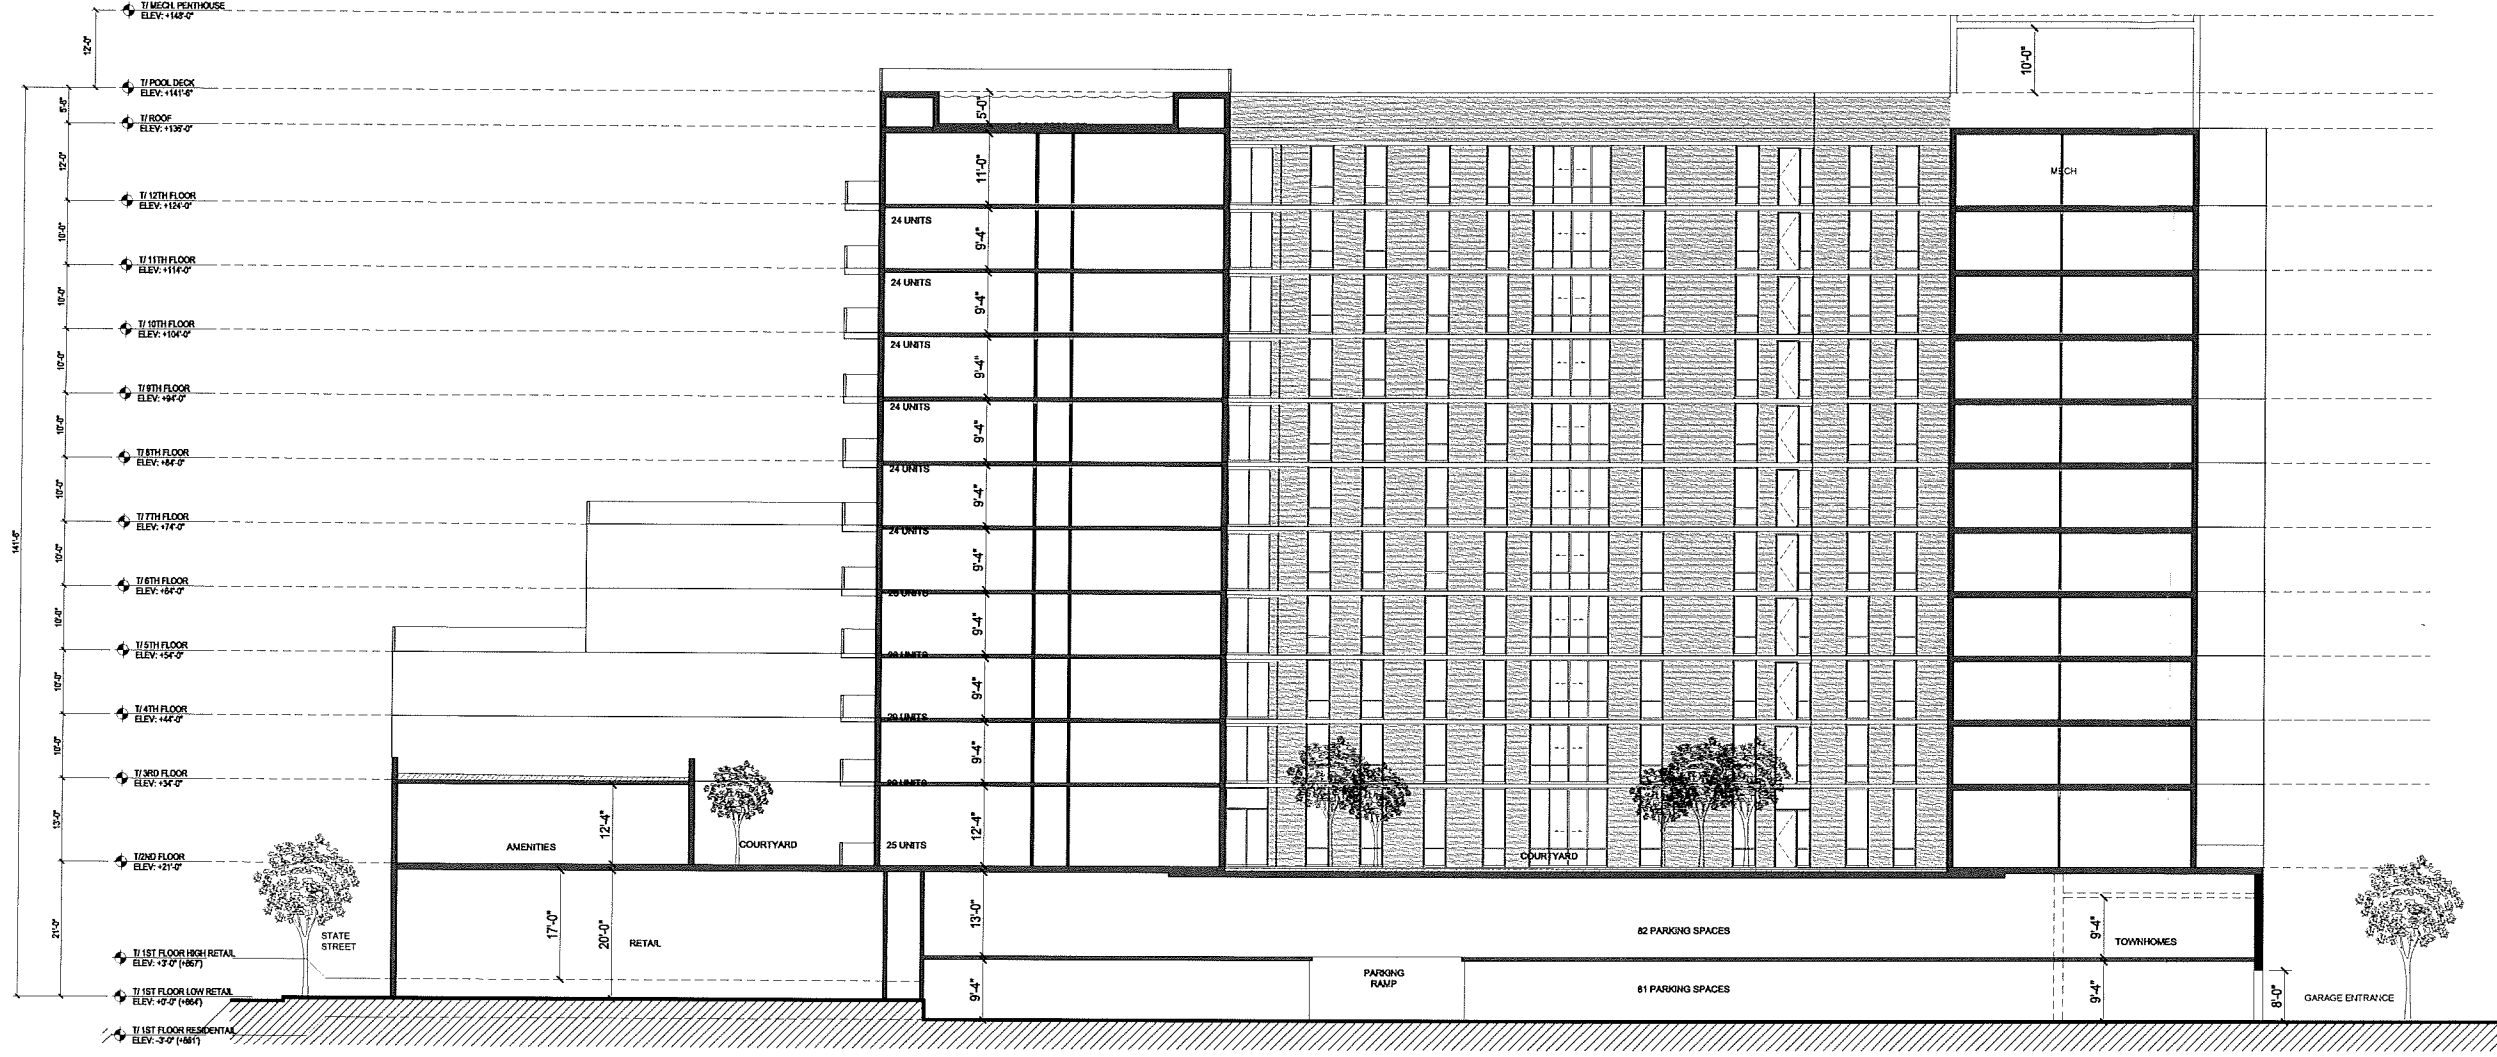 T/ MECH. PENTHOUSE
ELEV: +148'-0"
12'-0"
10'-0"
T/ POOL DECK
ELEV: +141'-6"
5'-6"
5'-0"
T/ ROOF
ELEV: +136'-0"
12'-0"
11'-0"
MECH
T/ 12TH FLOOR
ELEV: +124'-0"
24 UNITS
10'-0"
9'-4"
T/ 11TH FLOOR
ELEV: +114'-0"
24 UNITS
10'-0"
9'-4"
T/ 10TH FLOOR
ELEV: +104'-0"
24 UNITS
10'-0"
9'-4"
T/ 9TH FLOOR
ELEV: +94'-0"
24 UNITS
10'-0"
9'-4"
T/ 8TH FLOOR
ELEV: +84'-0"
24 UNITS
10'-0"
9'-4"
T/ 7TH FLOOR
ELEV: +74'-0"
24 UNITS
141'-6"
10'-0"
9'-4"
T/ 6TH FLOOR
ELEV: +64'-0"
UNITS
10'-0"
9'-4"
T/ 5TH FLOOR
ELEV: +54'-0"
UNITS
10'-0"
9'-4"
T/ 4TH FLOOR
ELEV: +44'-0"
UNITS
10'-0"
9'-4"
T/ 3RD FLOOR
ELEV: +34'-0"
UNITS
13'-0"
12'-4"
12'-4"
AMENITIES
COURTYARD
25 UNITS
COURTYARD
T/2ND FLOOR
ELEV: +21'-0"
21'-0"
17'-0"
20'-0"
13'-0"
9'-4"
STATE
STREET
RETAIL
82 PARKING SPACES
TOWNHOMES
T/ 1ST FLOOR HIGH RETAIL
ELEV: +3'-0" (+867')
PARKING
RAMP
9'-4"
81 PARKING SPACES
9'-4"
8'-0"
GARAGE ENTRANCE
T/ 1ST FLOOR LOW RETAIL
ELEV: +0'-0" (+864')
T/ 1ST FLOOR RESIDENTAIL
ELEV: -3'-0" (+861')